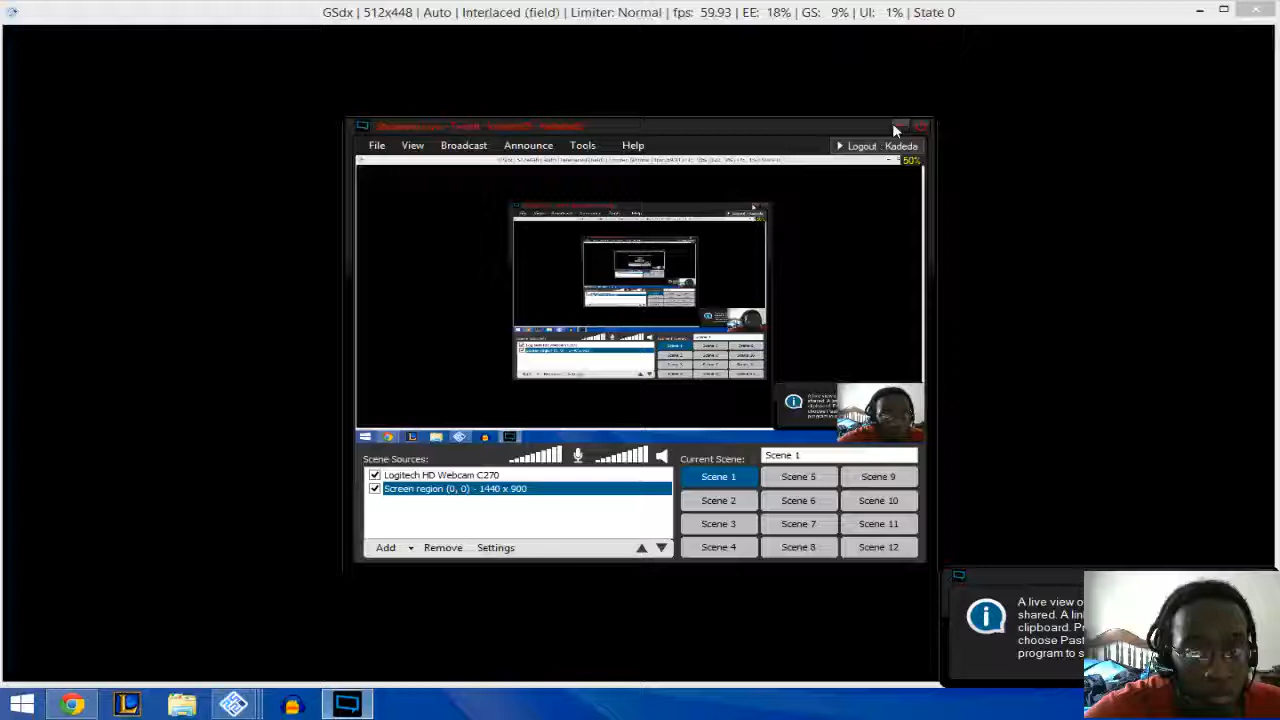 GSdx | 512x448 | Auto | Interlaced (field) | Limiter: Normal | fps: 59.93 | EE: 18% | GS: 9% | UI: 1% | State 0
File View Broadcast Announce Tools Help Logout : Kadeda
50%
Scene Sources:
Logitech HD Webcam C270
Screen region (0, 0) - 1440 x 900
Add Remove Settings
Current Scene: Scene 1
Scene 1 Scene 5 Scene 9
Scene 2 Scene 6 Scene 10
Scene 3 Scene 7 Scene 11
Scene 4 Scene 8 Scene 12
A live view o
shared. A lin
clipboard. Pr
choose Past
program to s